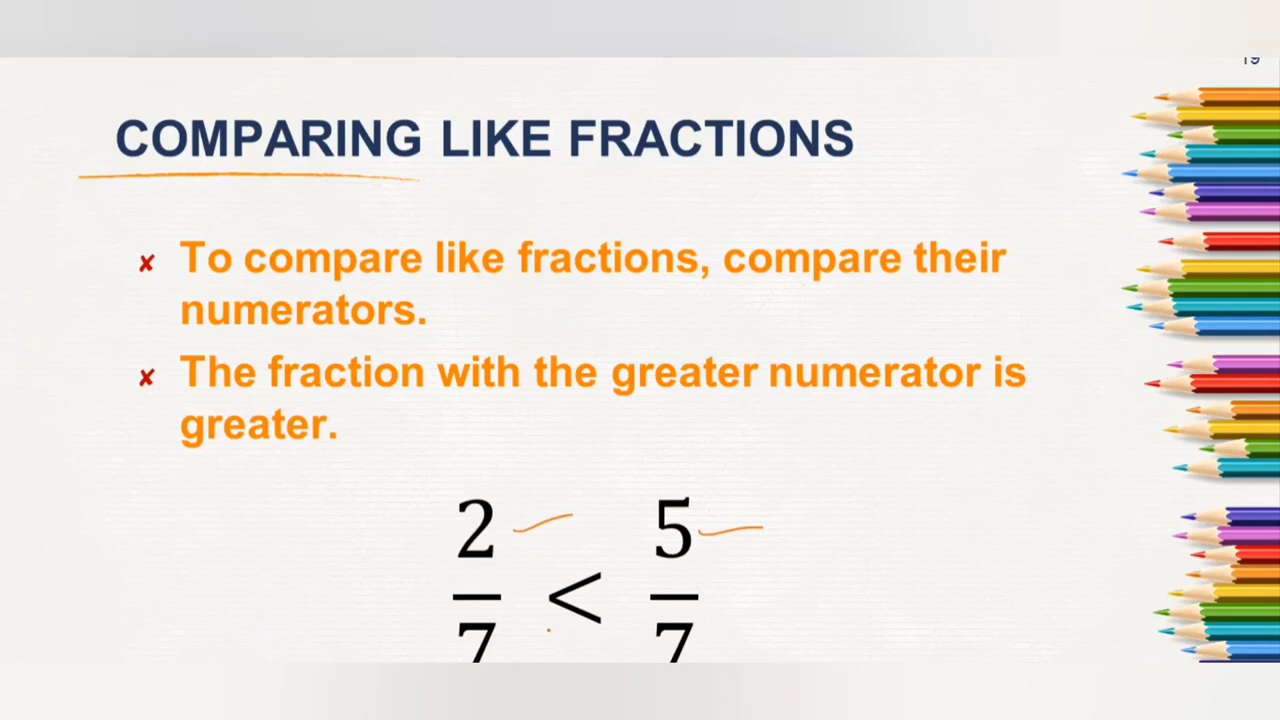 19
COMPARING LIKE FRACTIONS
✘ To compare like fractions, compare their
numerators.
✘ The fraction with the greater numerator is
greater.
2 5
<
7 7